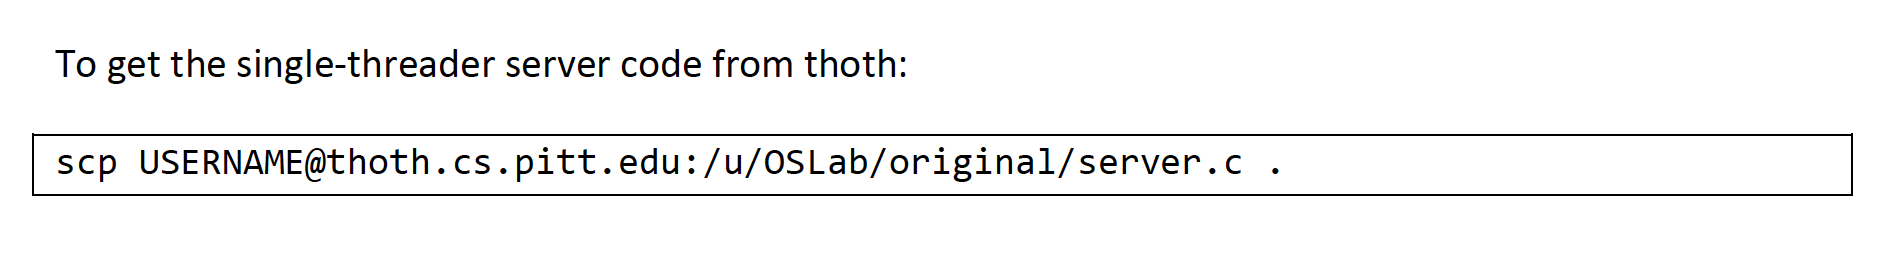 To get the single-threader server code from thoth:
scp USERNAME@thoth.cs.pitt.edu:/u/OSLab/original/server.c .